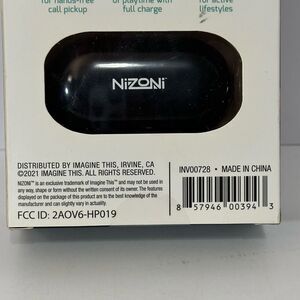 for hands-free
call pickup
of playtime with
full charge
for active
lifestyles
NiZONi™
DISTRIBUTED BY IMAGINE THIS, IRVINE, CA
©2021 IMAGINE THIS. ALL RIGHTS RESERVED.
NIZONI™ is an exclusive trademark of Imagine This™ and may not be used in
any way, shape or form without the written consent of its owner. The features
displayed on the package of this product are to the best knowledge of the
manufacturer and can slightly vary to actual product.
FCC ID: 2AOV6-HP019
INV00728 • MADE IN CHINA
8 57946 00394 3